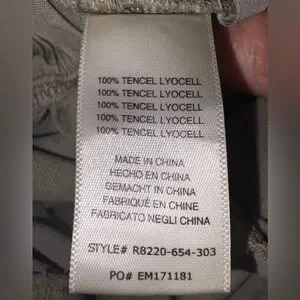 100% TENCEL LYOCELL
100% TENCEL LYOCELL
100% TENCEL LYOCELL
100% TENCEL LYOCELL
100% TENCEL LYOCELL
MADE IN CHINA
HECHO EN CHINA
GEMACHT IN CHINA
FABRIQUÉ EN CHINE
FABRICATO NEGLI CHINA
STYLE# R8220-654-303
PO# EM171181